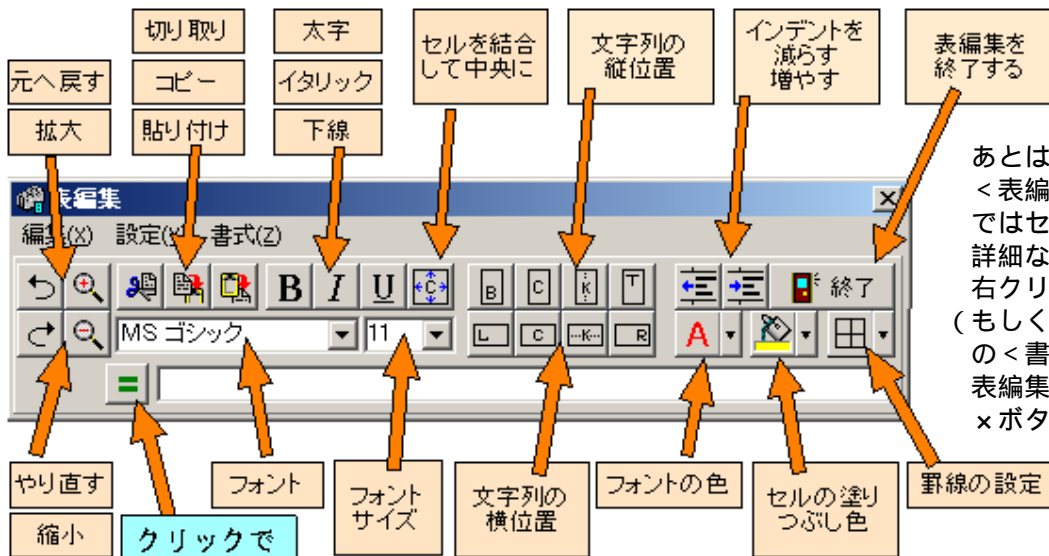 切り取り
太字
元へ戻す
コピー
イタリック
セルを結合
して中央に
文字列の
縦位置
インデントを
減らす
増やす
表編集を
終了する
拡大
貼り付け
下線
表編集
編集(X) 設定(Y) 書式(Z)
B I U C B C K T 終了
MS ゴシック 11 L C K R A
=
あとは
<表編
ではセ
詳細な
右クリ
(もしく
の<書
表編集
×ボタ
やり直す
フォント
フォント
サイズ
文字列の
横位置
フォントの色
セルの塗り
つぶし色
罫線の設定
縮小
クリックで